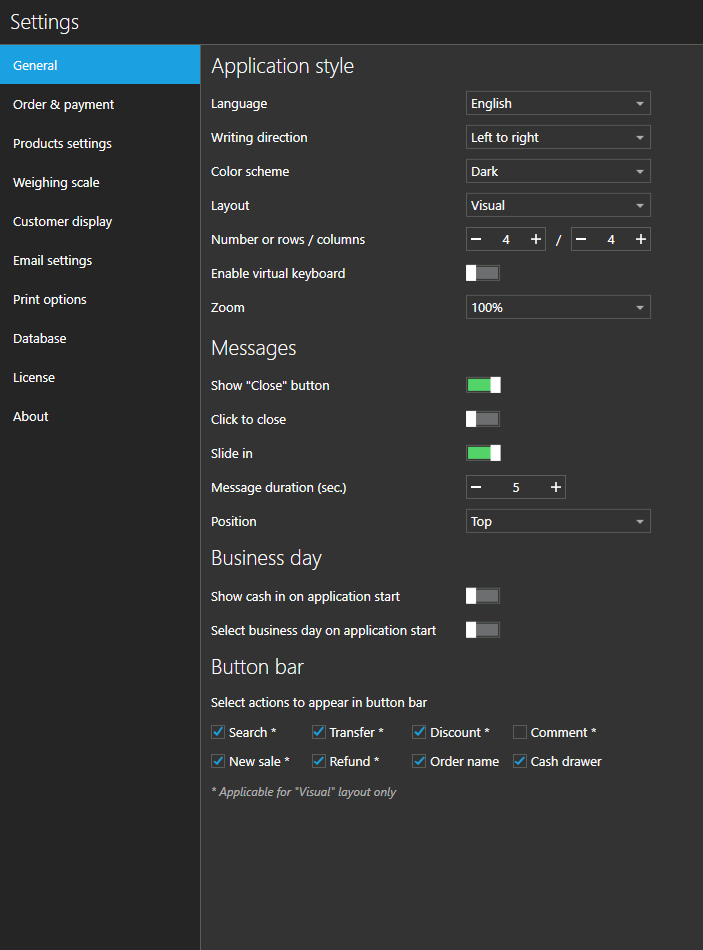 Settings
General
Order & payment
Products settings
Weighing scale
Customer display
Email settings
Print options
Database
License
About
Application style
Language English
Writing direction Left to right
Color scheme Dark
Layout Visual
Number or rows / columns − 4 + / − 4 +
Enable virtual keyboard
Zoom 100%
Messages
Show "Close" button
Click to close
Slide in
Message duration (sec.) − 5 +
Position Top
Business day
Show cash in on application start
Select business day on application start
Button bar
Select actions to appear in button bar
Search * Transfer * Discount * Comment *
New sale * Refund * Order name Cash drawer
* Applicable for "Visual" layout only